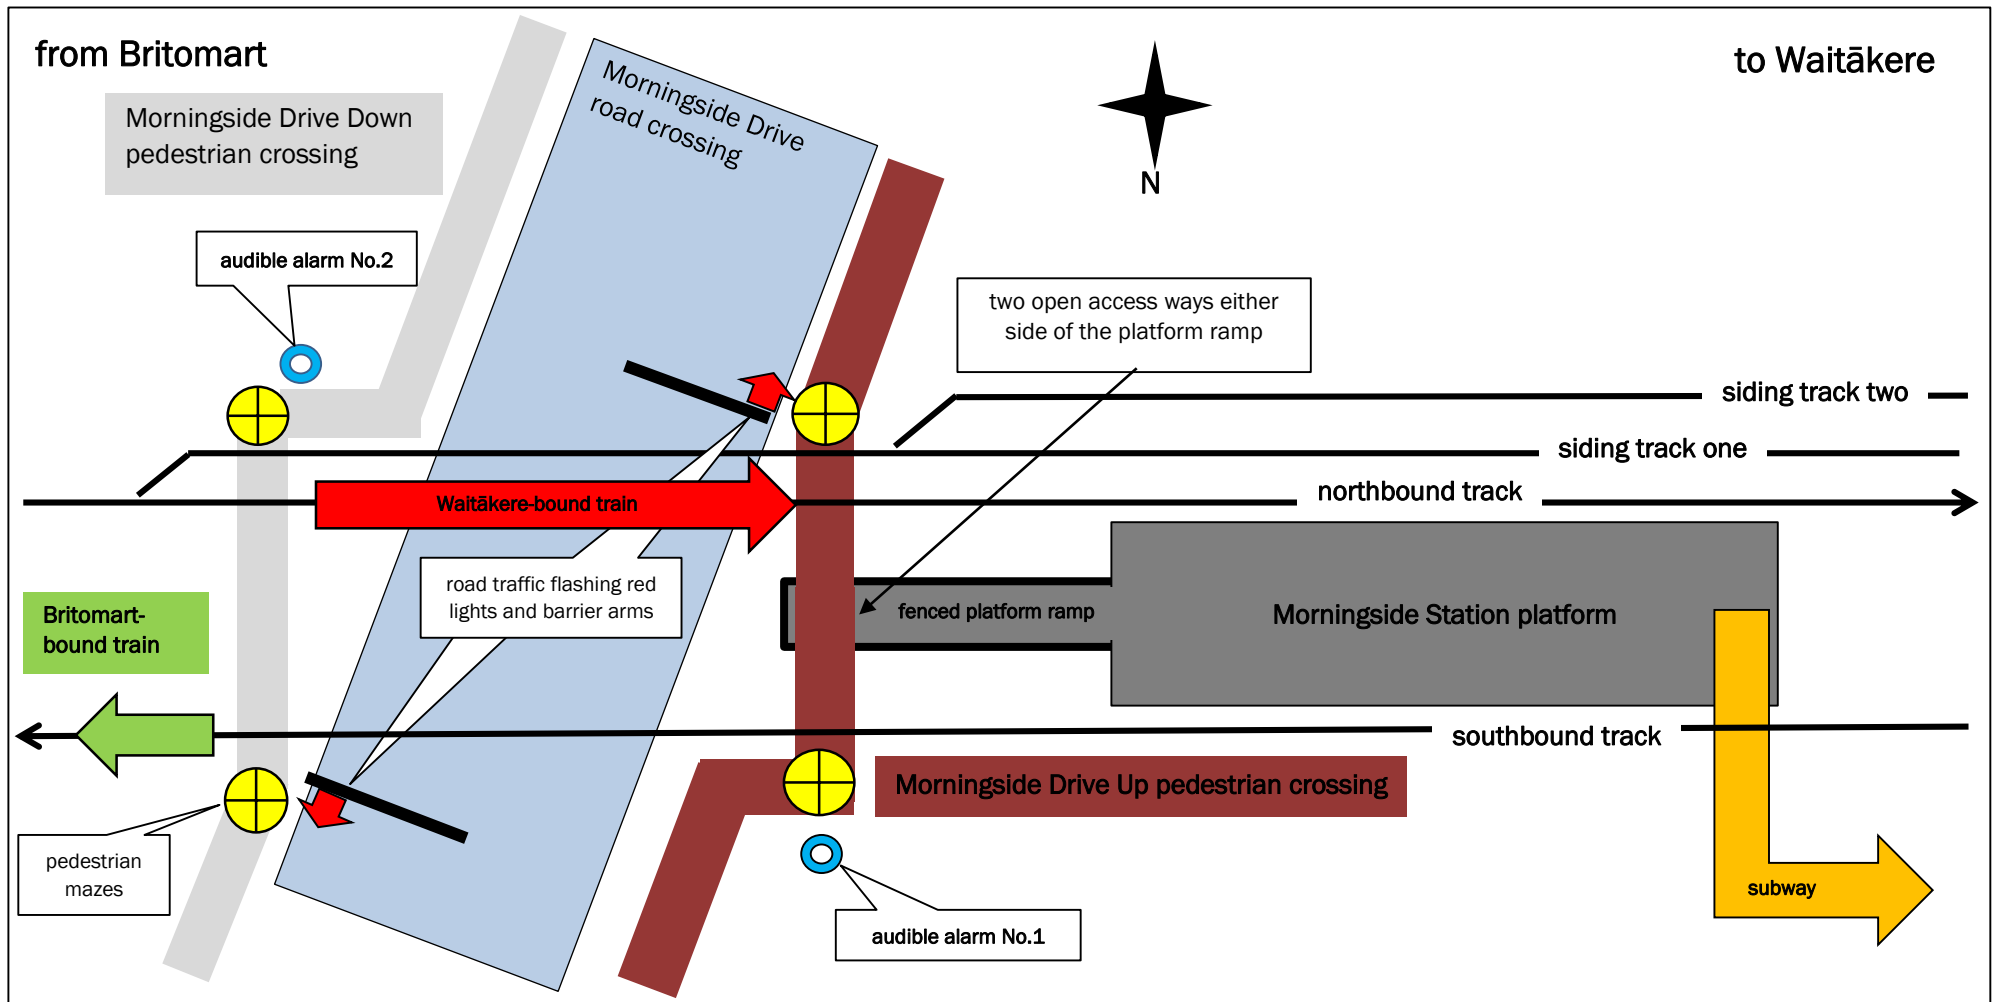 from Britomart
to Waitākere
Morningside Drive Down
pedestrian crossing
Morningside Drive
road crossing
N
audible alarm No.2
two open access ways either
side of the platform ramp
siding track two
siding track one
northbound track
Waitākere-bound train
road traffic flashing red
lights and barrier arms
fenced platform ramp
Morningside Station platform
Britomart-
bound train
southbound track
Morningside Drive Up pedestrian crossing
pedestrian
mazes
subway
audible alarm No.1